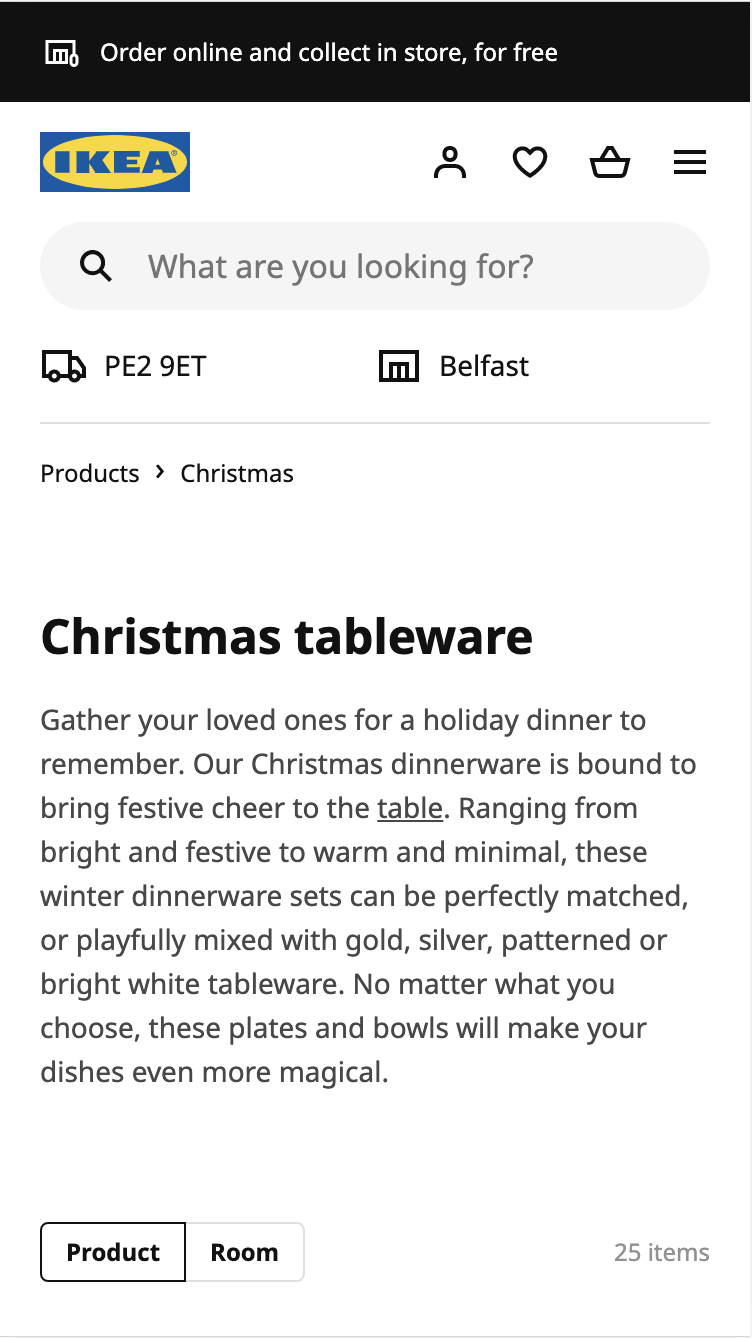 Order online and collect in store, for free
IKEA
What are you looking for?
PE2 9ET
Belfast
Products › Christmas
Christmas tableware
Gather your loved ones for a holiday dinner to
remember. Our Christmas dinnerware is bound to
bring festive cheer to the table. Ranging from
bright and festive to warm and minimal, these
winter dinnerware sets can be perfectly matched,
or playfully mixed with gold, silver, patterned or
bright white tableware. No matter what you
choose, these plates and bowls will make your
dishes even more magical.
Product
Room
25 items